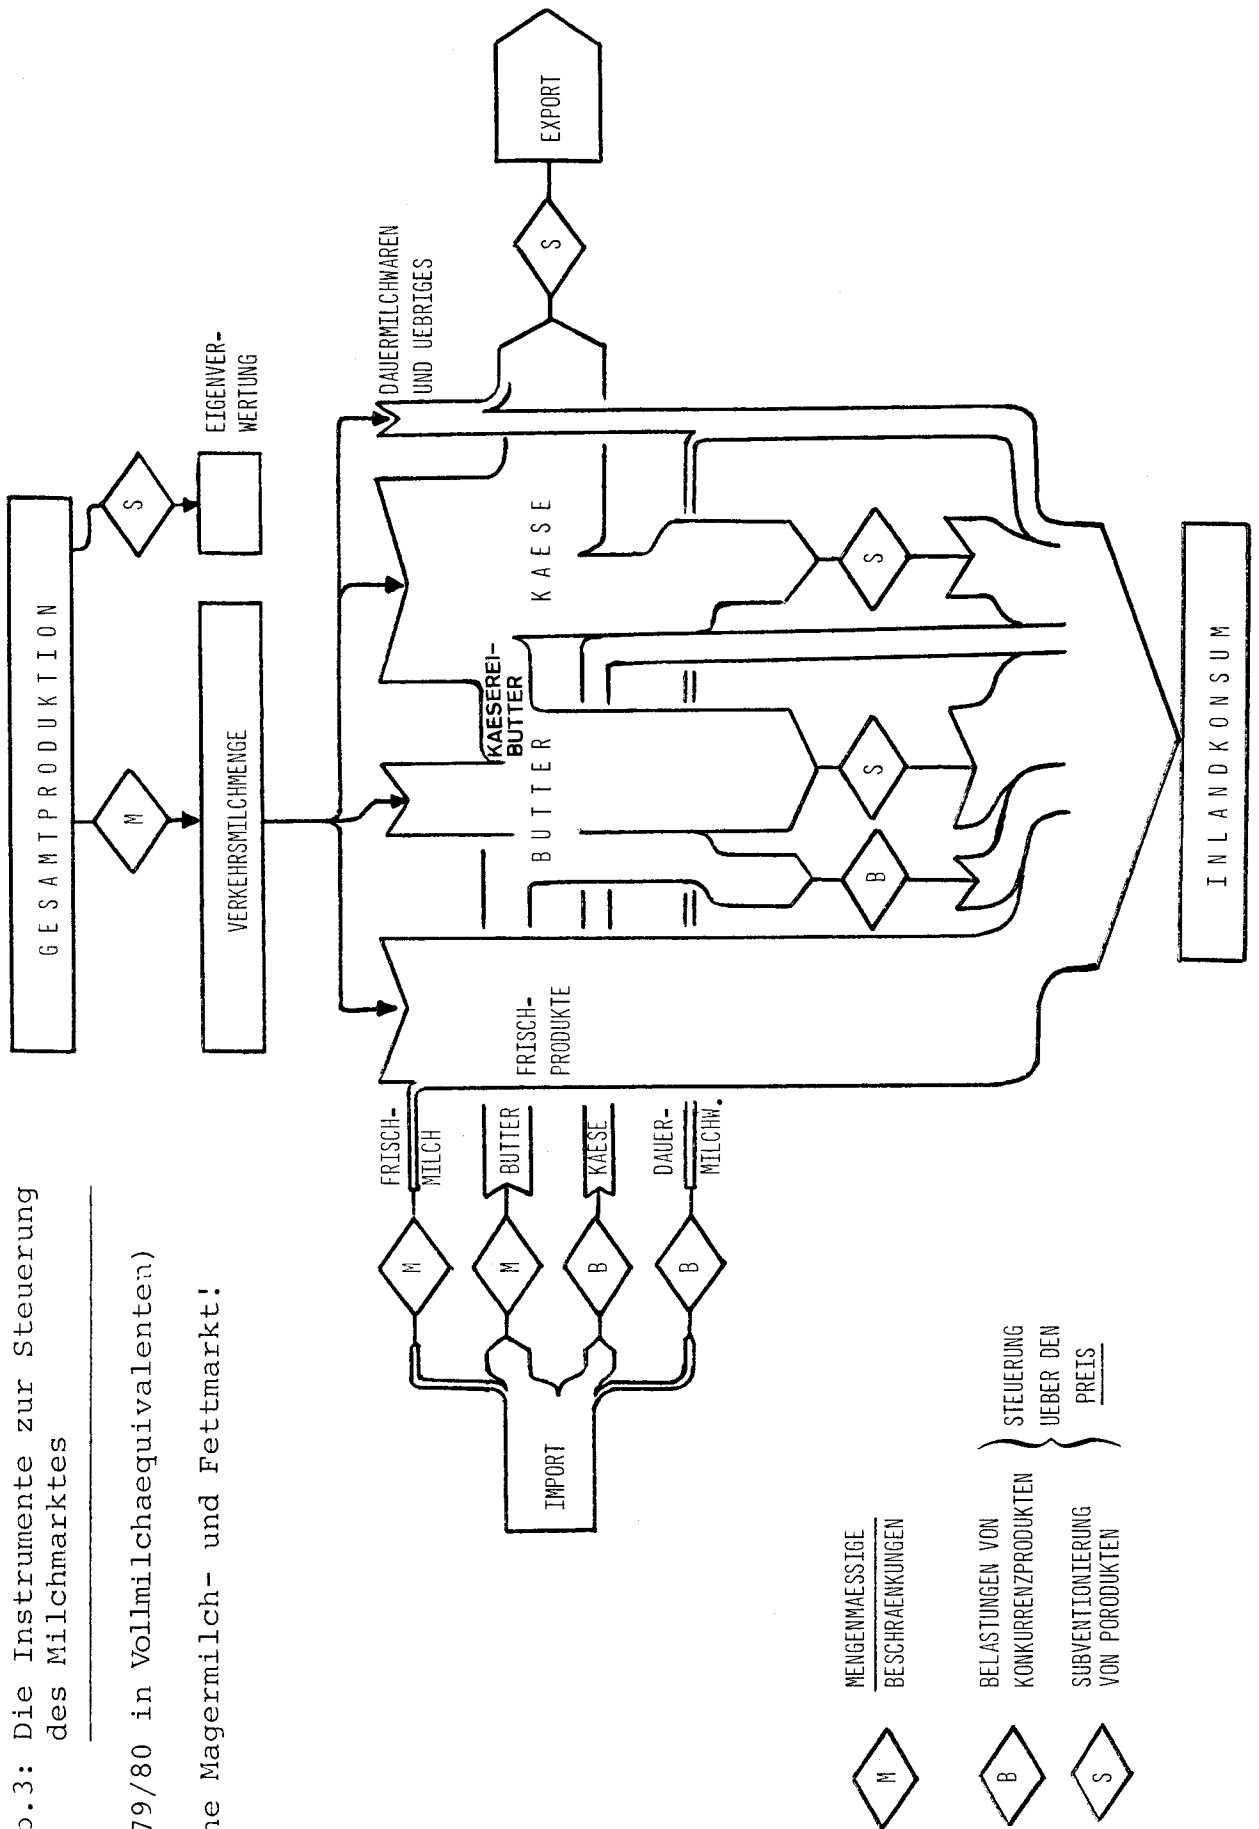 .3: Die Instrumente zur Steuerung
des Milchmarktes
79/80 in Vollmilchaequivalenten)
Magermilch- und Fettmarkt!
GESAMTPRODUKTION
M
S
VERKEHRSMILCHMENGE
EIGENVER-
WERTUNG
FRISCH-
MILCH
BUTTER
KAESE
DAUER-
MILCHW.
M
M
B
B
IMPORT
FRISCH-
PRODUKTE
BUTTER
KAESEREI-
BUTTER
KAESE
DAUERMILCHWAREN
UND UEBRIGES
S
EXPORT
B
S
S
INLANDKONSUM
M
MENGENMAESSIGE
BESCHRAENKUNGEN
B
BELASTUNGEN VON
KONKURRENZPRODUKTEN
S
SUBVENTIONIERUNG
VON PORODUKTEN
STEUERUNG
UEBER DEN
PREIS